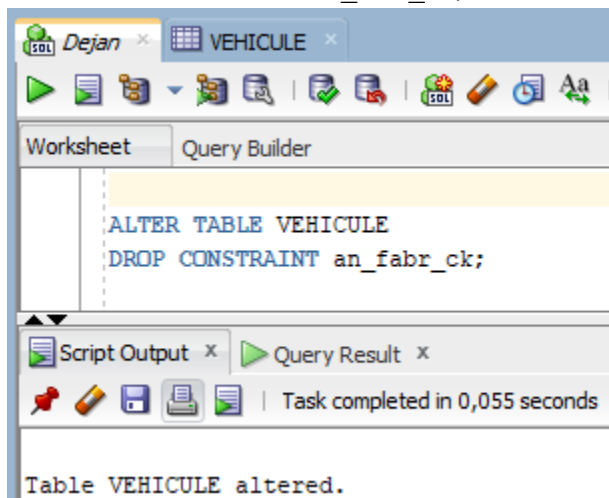 Dejan
VEHICULE
Worksheet
Query Builder
ALTER TABLE VEHICULE
DROP CONSTRAINT an_fabr_ck;
Script Output x
Query Result x
Task completed in 0,055 seconds
Table VEHICULE altered.